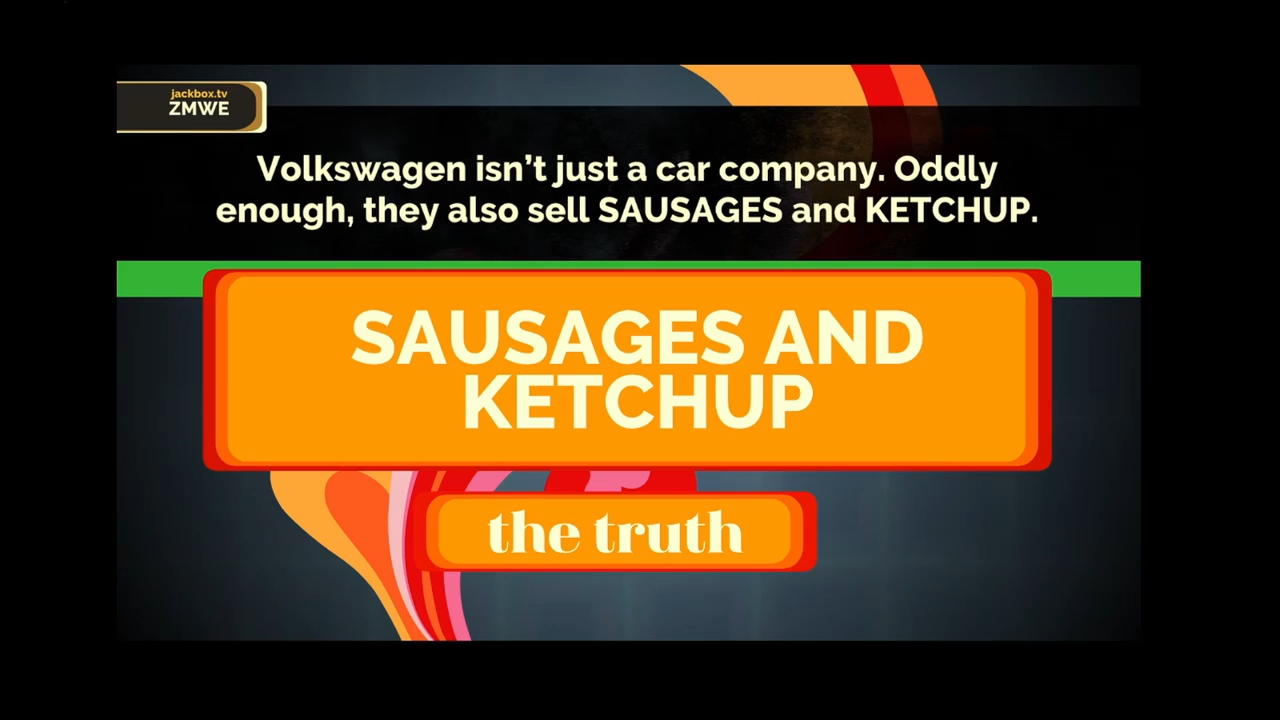 jackbox.tv
ZMWE
Volkswagen isn’t just a car company. Oddly
enough, they also sell SAUSAGES and KETCHUP.
SAUSAGES AND
KETCHUP
the truth